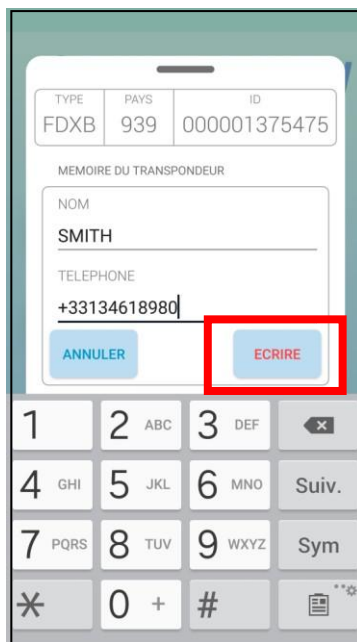 TYPE PAYS ID
FDXB 939 000001375475
MEMOIRE DU TRANSPONDEUR
NOM
SMITH
TELEPHONE
+33134618980
ANNULER ECRIRE
1 2 ABC 3 DEF
4 GHI 5 JKL 6 MNO Suiv.
7 PQRS 8 TUV 9 WXYZ Sym
* 0 + #